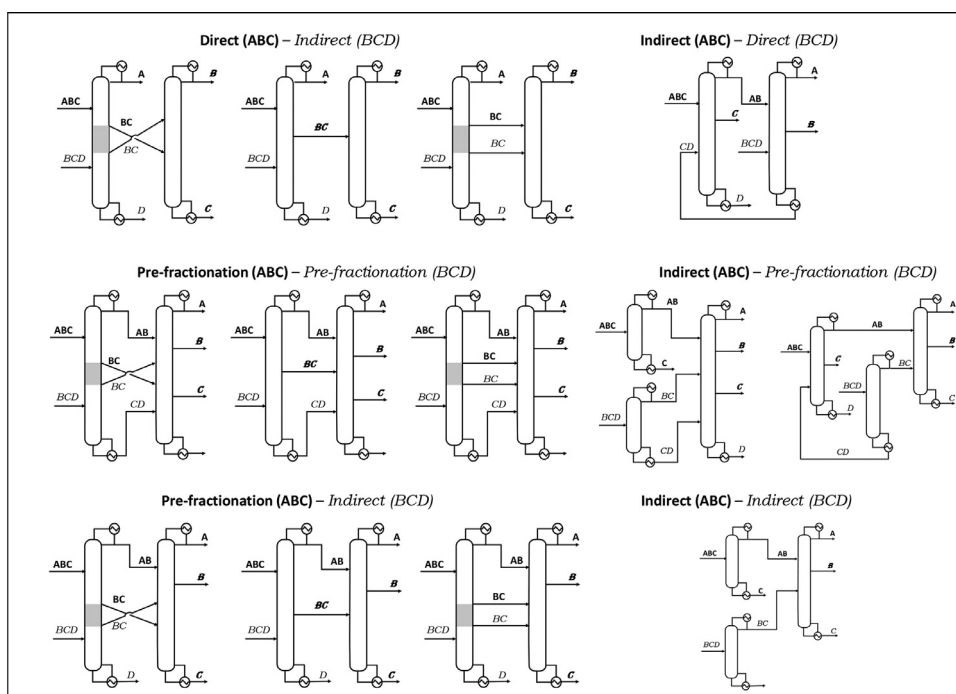 Direct (ABC) – Indirect (BCD)
Indirect (ABC) – Direct (BCD)
A
B
A
B
A
B
A
ABC
ABC
ABC
ABC
AB
BC
BC
BC
C
B
BC
BC
BCD
BCD
BCD
CD
BCD
D
C
D
C
D
C
D
Pre-fractionation (ABC) – Pre-fractionation (BCD)
Indirect (ABC) – Pre-fractionation (BCD)
A
A
A
AB
A
A
ABC
AB
ABC
AB
ABC
AB
ABC
AB
B
B
B
B
ABC
B
BC
BC
BC
C
C
BC
BC
BC
BC
C
C
C
C
BCD
BCD
BCD
CD
CD
CD
BCD
BCD
D
C
CD
D
CD
Pre-fractionation (ABC) – Indirect (BCD)
Indirect (ABC) – Indirect (BCD)
A
A
A
A
ABC
AB
ABC
AB
ABC
AB
ABC
AB
B
B
B
B
BC
BC
BC
C
BC
BC
BC
BCD
BCD
BCD
BCD
C
D
C
D
C
D
C